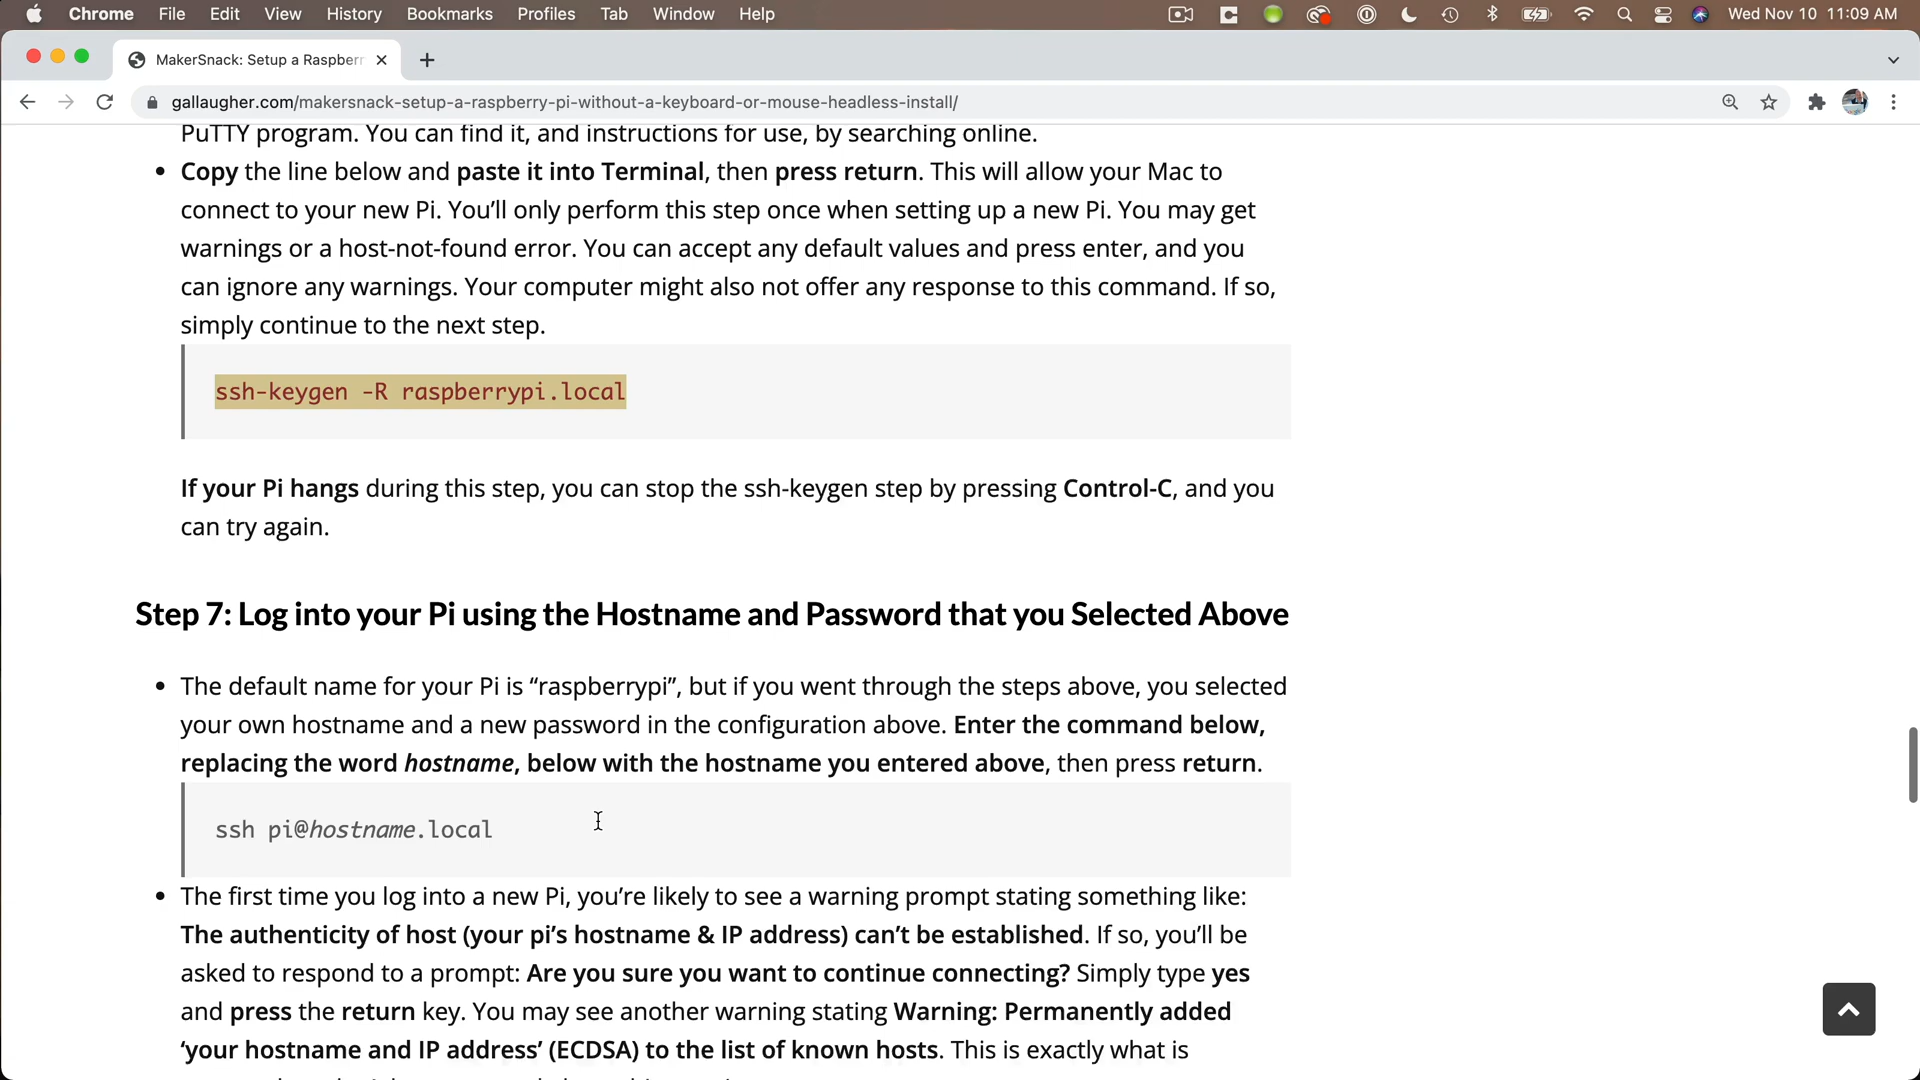 Chrome File Edit View History Bookmarks Profiles Tab Window Help Wed Nov 10 11:09 AM
MakerSnack: Setup a Raspberr
gallaugher.com/makersnack-setup-a-raspberry-pi-without-a-keyboard-or-mouse-headless-install/
PuTTY program. You can find it, and instructions for use, by searching online.
• Copy the line below and paste it into Terminal, then press return. This will allow your Mac to
connect to your new Pi. You’ll only perform this step once when setting up a new Pi. You may get
warnings or a host-not-found error. You can accept any default values and press enter, and you
can ignore any warnings. Your computer might also not offer any response to this command. If so,
simply continue to the next step.
ssh-keygen -R raspberrypi.local
If your Pi hangs during this step, you can stop the ssh-keygen step by pressing Control-C, and you
can try again.
Step 7: Log into your Pi using the Hostname and Password that you Selected Above
• The default name for your Pi is “raspberrypi”, but if you went through the steps above, you selected
your own hostname and a new password in the configuration above. Enter the command below,
replacing the word hostname, below with the hostname you entered above, then press return.
ssh pi@hostname.local
• The first time you log into a new Pi, you’re likely to see a warning prompt stating something like:
The authenticity of host (your pi’s hostname & IP address) can’t be established. If so, you’ll be
asked to respond to a prompt: Are you sure you want to continue connecting? Simply type yes
and press the return key. You may see another warning stating Warning: Permanently added
‘your hostname and IP address’ (ECDSA) to the list of known hosts. This is exactly what is